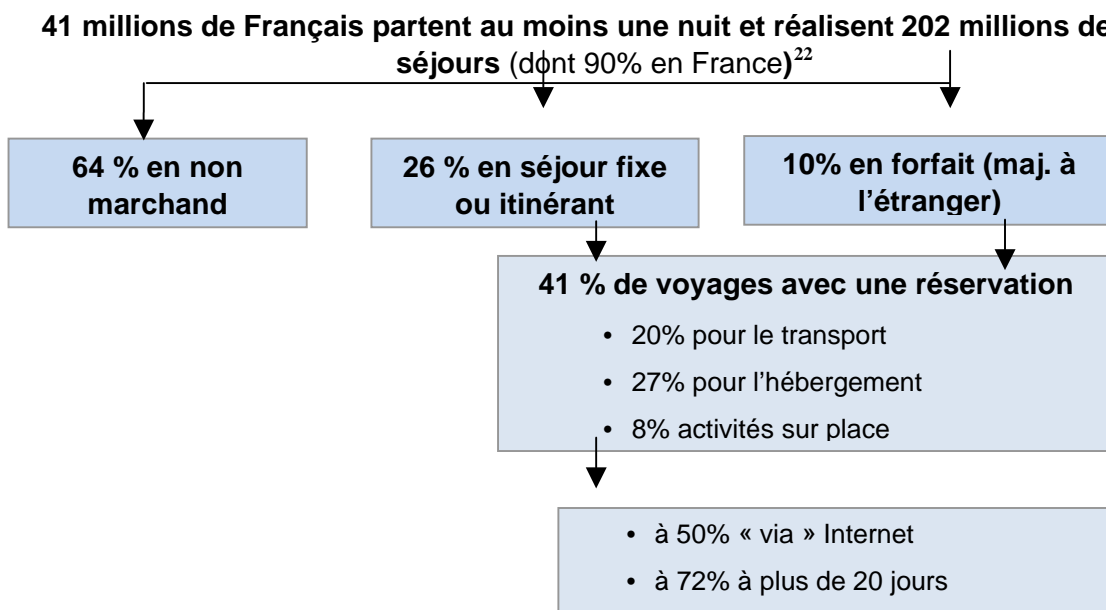 41 millions de Français partent au moins une nuit et réalisent 202 millions de
séjours (dont 90% en France)22
64 % en non
marchand
26 % en séjour fixe
ou itinérant
10% en forfait (maj. à
l’étranger)
41 % de voyages avec une réservation
• 20% pour le transport
• 27% pour l’hébergement
• 8% activités sur place
• à 50% « via » Internet
• à 72% à plus de 20 jours